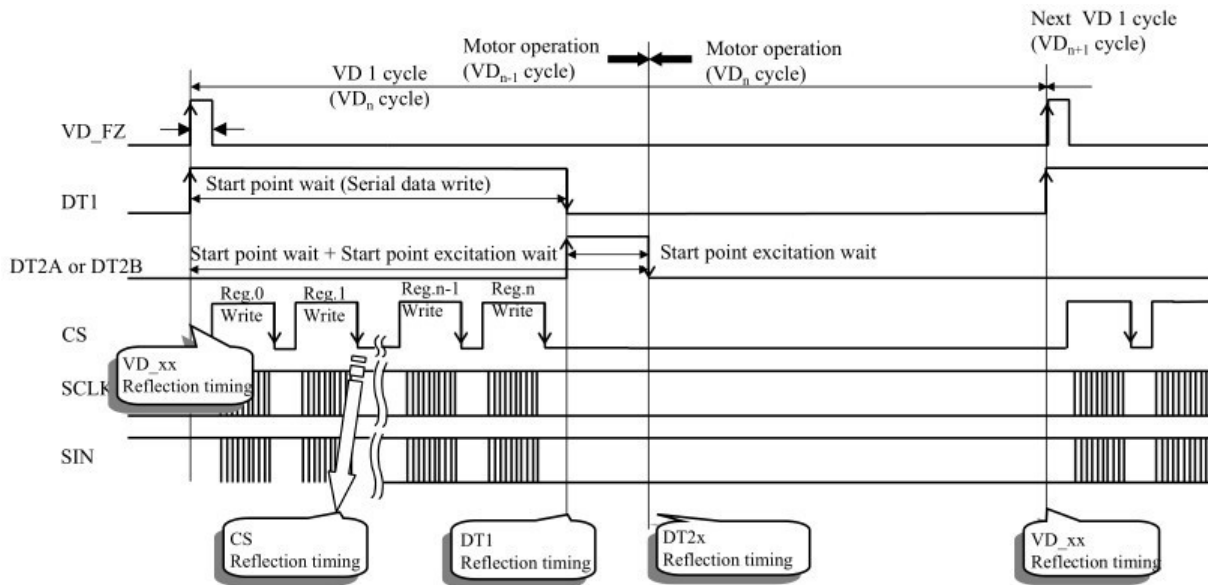 Next VD 1 cycle
(VDn+1 cycle)
Motor operation
(VDn-1 cycle)
Motor operation
(VDn cycle)
VD 1 cycle
(VDn cycle)
VD_FZ
Start point wait (Serial data write)
DT1
Start point wait + Start point excitation wait
Start point excitation wait
DT2A or DT2B
Reg.0
Write
Reg.1
Write
Reg.n-1
Write
Reg.n
Write
CS
VD_xx
Reflection timing
SCLK
SIN
CS
Reflection timing
DT1
Reflection timing
DT2x
Reflection timing
VD_xx
Reflection timing